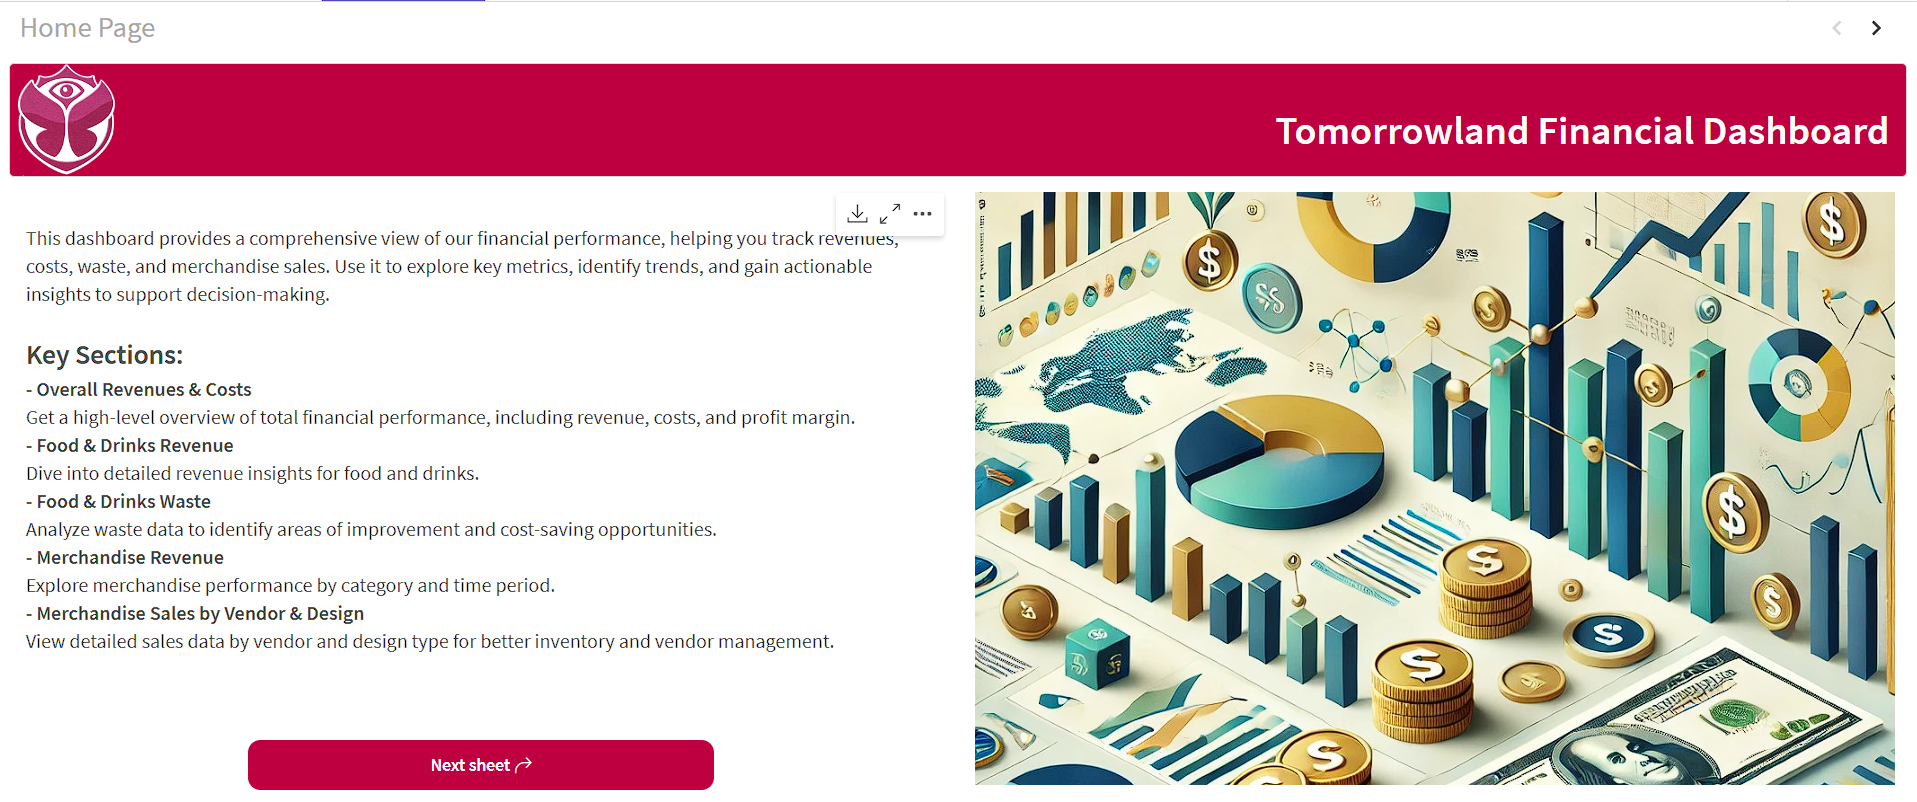 Home Page
Tomorrowland Financial Dashboard
This dashboard provides a comprehensive view of our financial performance, helping you track revenues,
costs, waste, and merchandise sales. Use it to explore key metrics, identify trends, and gain actionable
insights to support decision-making.
Key Sections:
- Overall Revenues & Costs
Get a high-level overview of total financial performance, including revenue, costs, and profit margin.
- Food & Drinks Revenue
Dive into detailed revenue insights for food and drinks.
- Food & Drinks Waste
Analyze waste data to identify areas of improvement and cost-saving opportunities.
- Merchandise Revenue
Explore merchandise performance by category and time period.
- Merchandise Sales by Vendor & Design
View detailed sales data by vendor and design type for better inventory and vendor management.
Next sheet